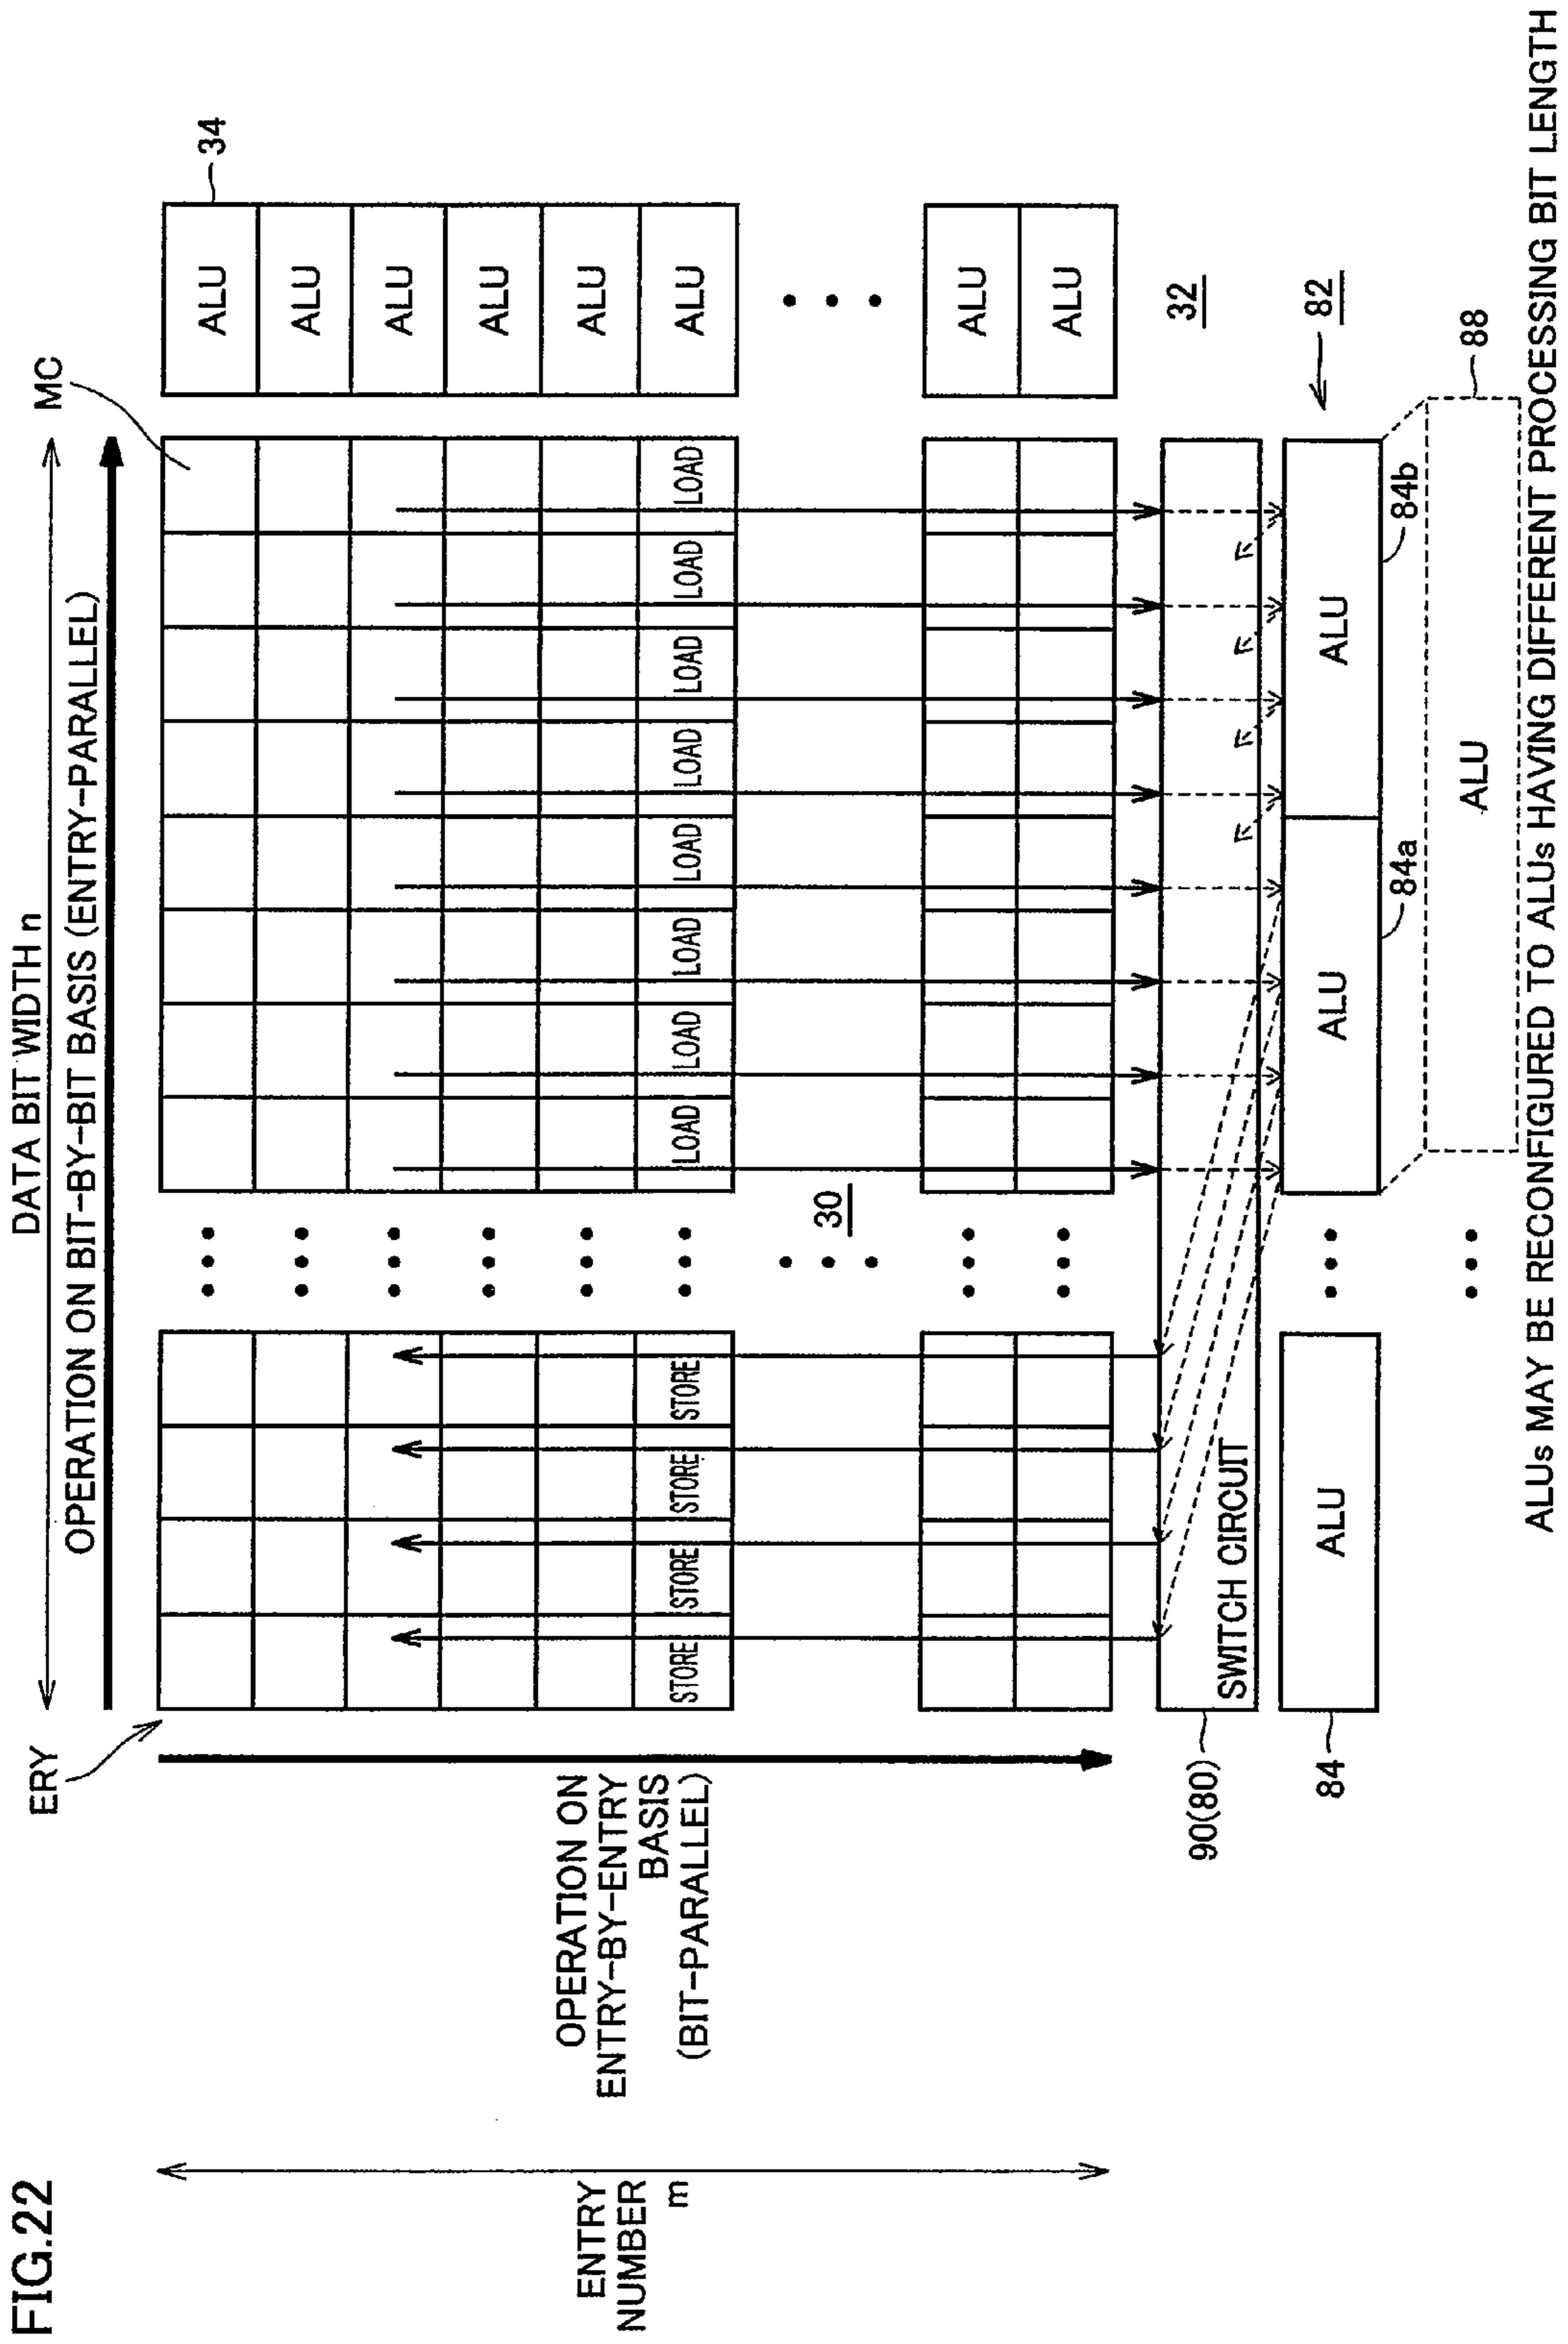 FIG.22
DATA BIT WIDTH n
OPERATION ON BIT-BY-BIT BASIS (ENTRY-PARALLEL)
ERY
MC
34
ENTRY
NUMBER
m
OPERATION ON
ENTRY-BY-ENTRY
BASIS
(BIT-PARALLEL)
ALU
ALU
ALU
ALU
ALU
STORE STORE STORE STORE LOAD LOAD LOAD LOAD LOAD LOAD LOAD LOAD ALU
30
ALU
ALU
32
90(80)
SWITCH CIRCUIT
82
84
ALU ALU ALU
84a 84b
88
ALU
ALUs MAY BE RECONFIGURED TO ALUs HAVING DIFFERENT PROCESSING BIT LENGTH